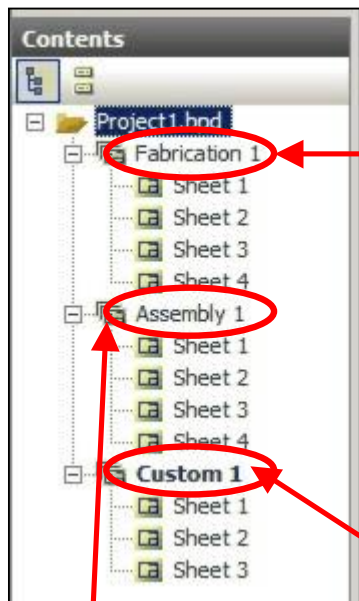 Contents
Project1.bnd
Fabrication 1
Sheet 1
Sheet 2
Sheet 3
Sheet 4
Assembly 1
Sheet 1
Sheet 2
Sheet 3
Sheet 4
Custom 1
Sheet 1
Sheet 2
Sheet 3